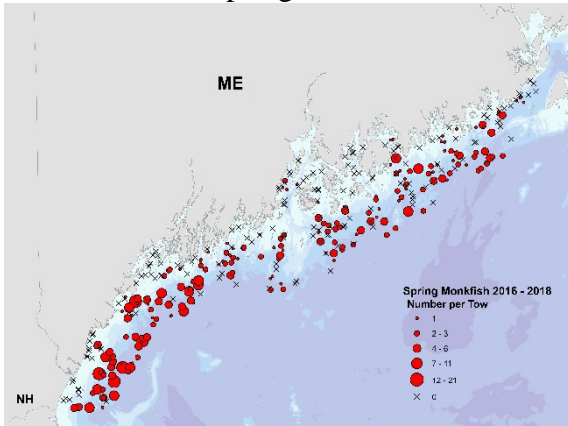 ME
Spring Monkfish 2016 - 2018
Number per Tow
1
2 - 3
4 - 6
7 - 11
12 - 21
0
NH